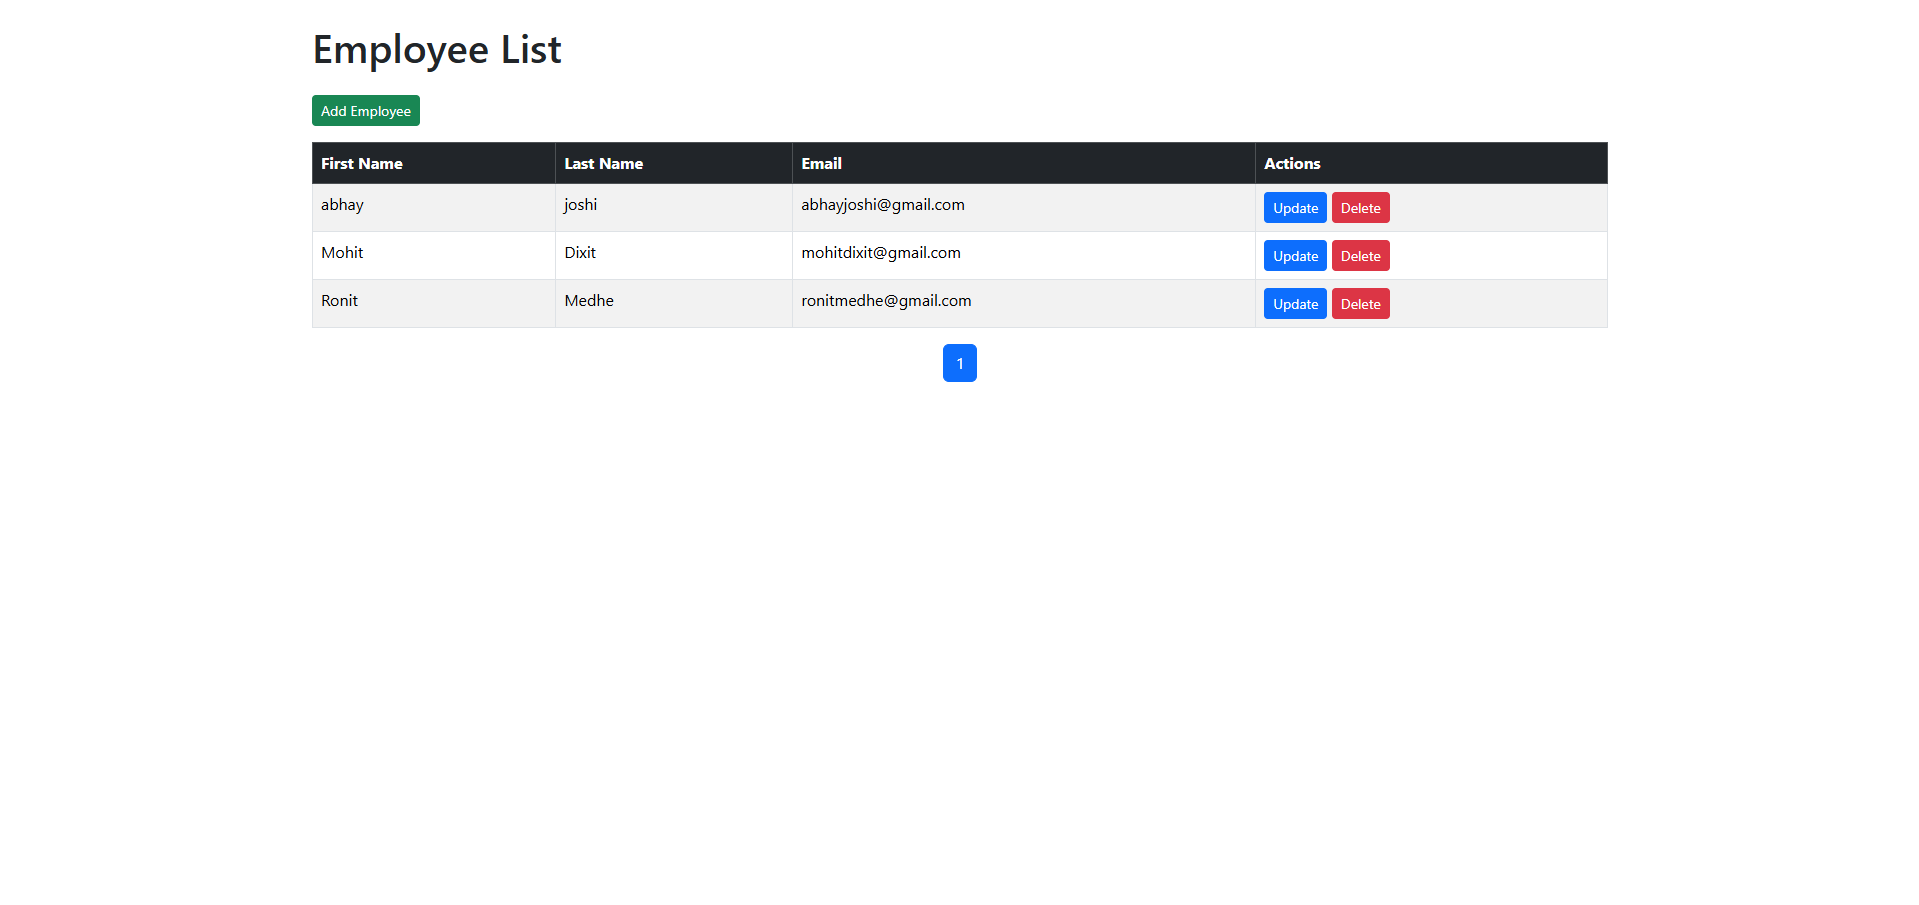 Employee List
Add Employee
First Name Last Name Email Actions
abhay joshi abhayjoshi@gmail.com Update Delete
Mohit Dixit mohitdixit@gmail.com Update Delete
Ronit Medhe ronitmedhe@gmail.com Update Delete
1